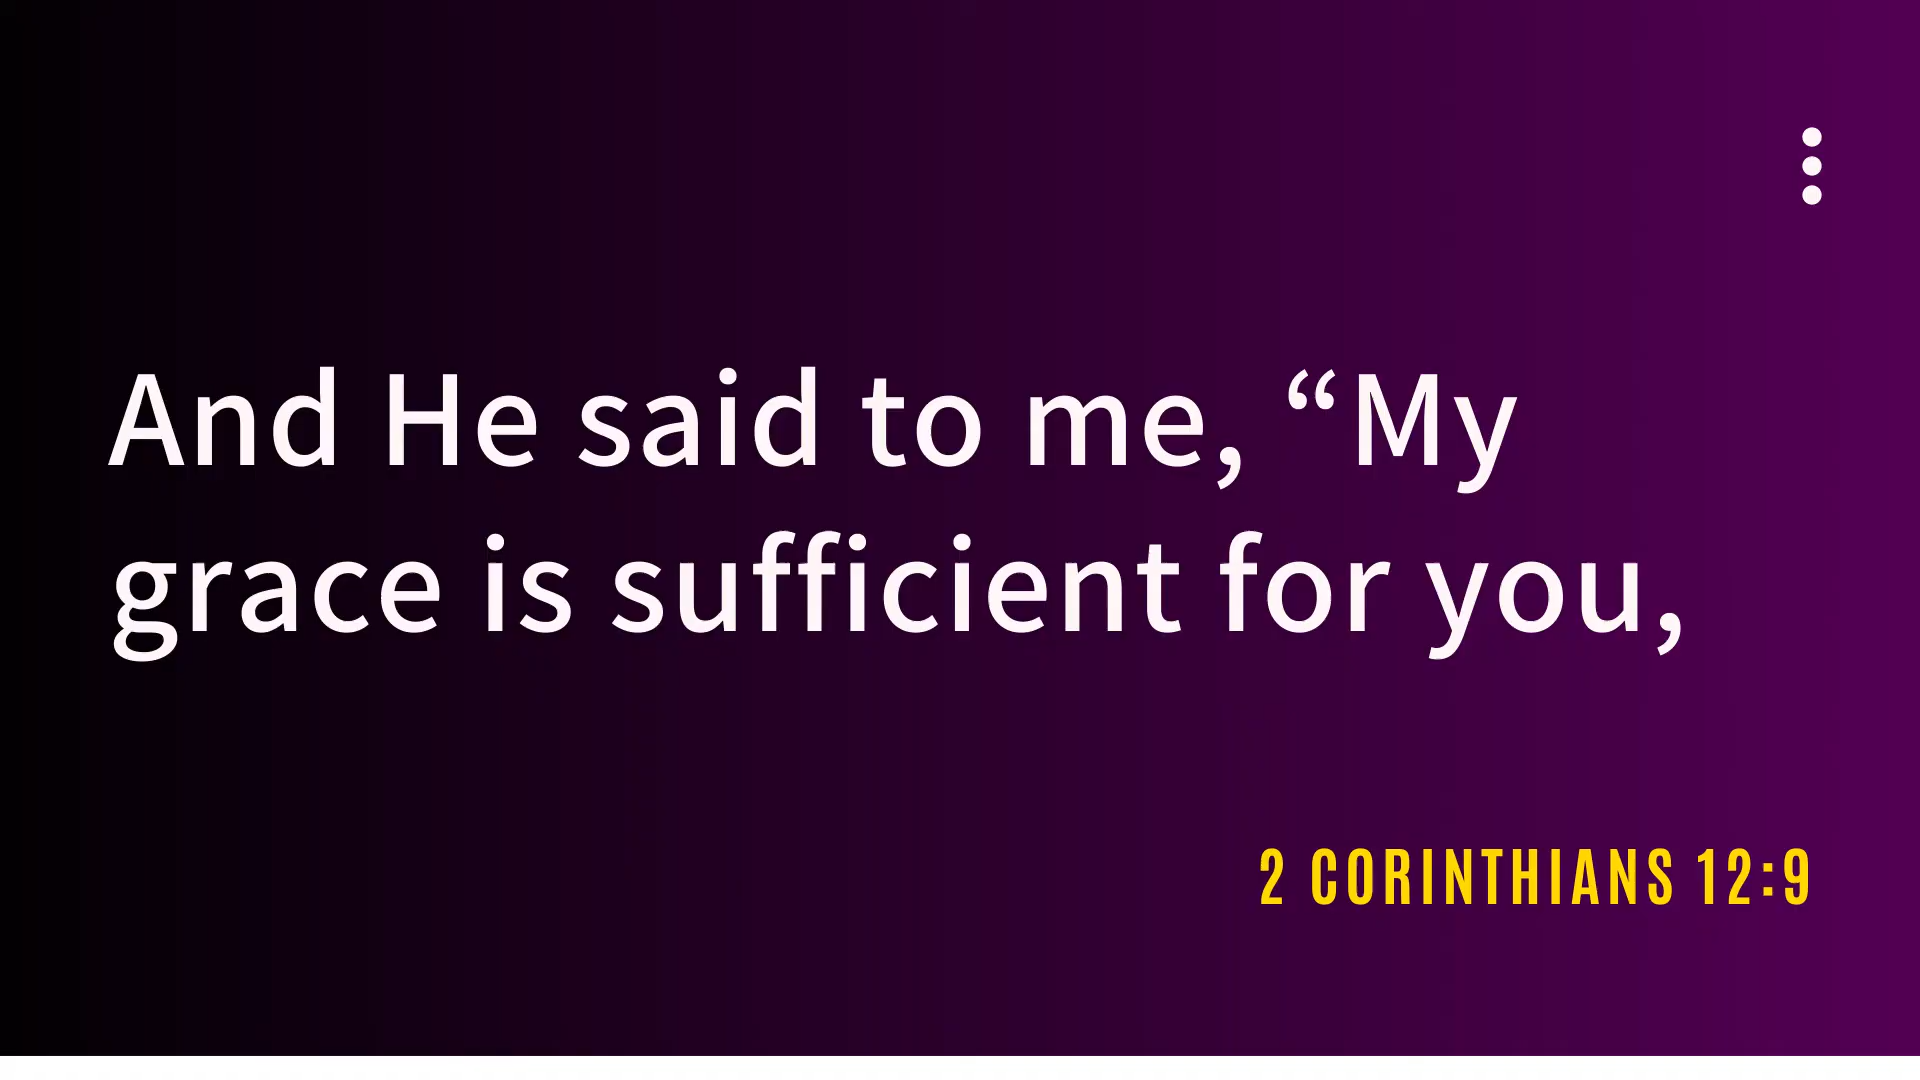 And He said to me, “My
grace is sufficient for you,
2 CORINTHIANS 12:9